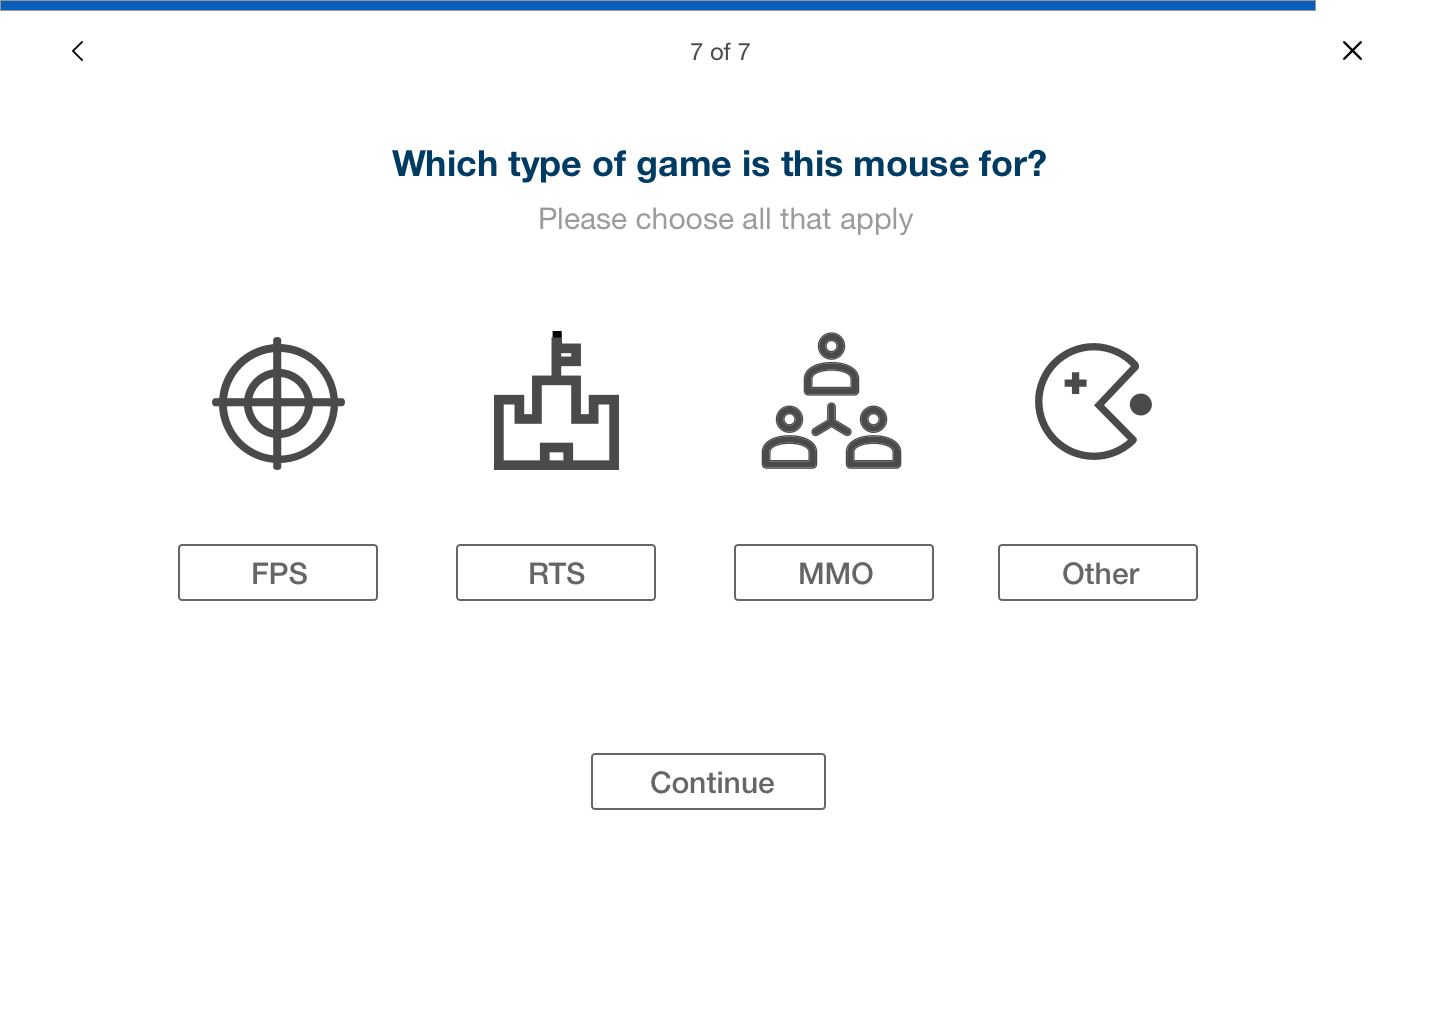 7 of 7
Which type of game is this mouse for?
Please choose all that apply
FPS
RTS
MMO
Other
Continue